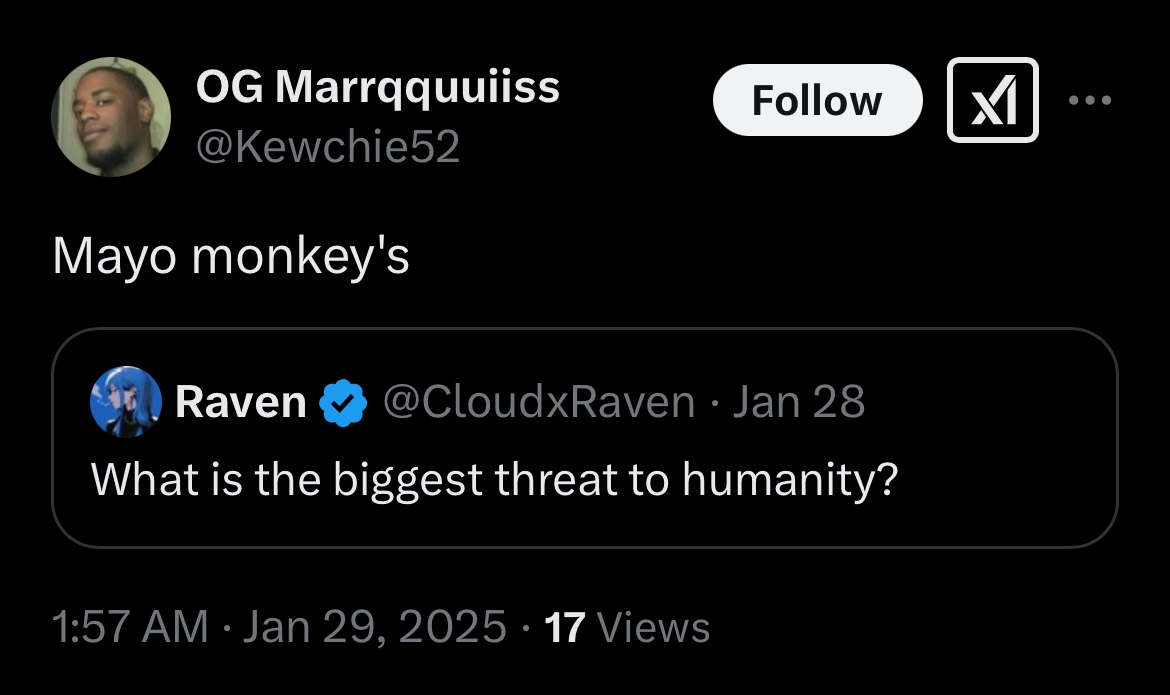 OG Marrqquuiiss
Follow
@Kewchie52
Mayo monkey's
Raven @CloudxRaven · Jan 28
What is the biggest threat to humanity?
1:57 AM · Jan 29, 2025 · 17 Views